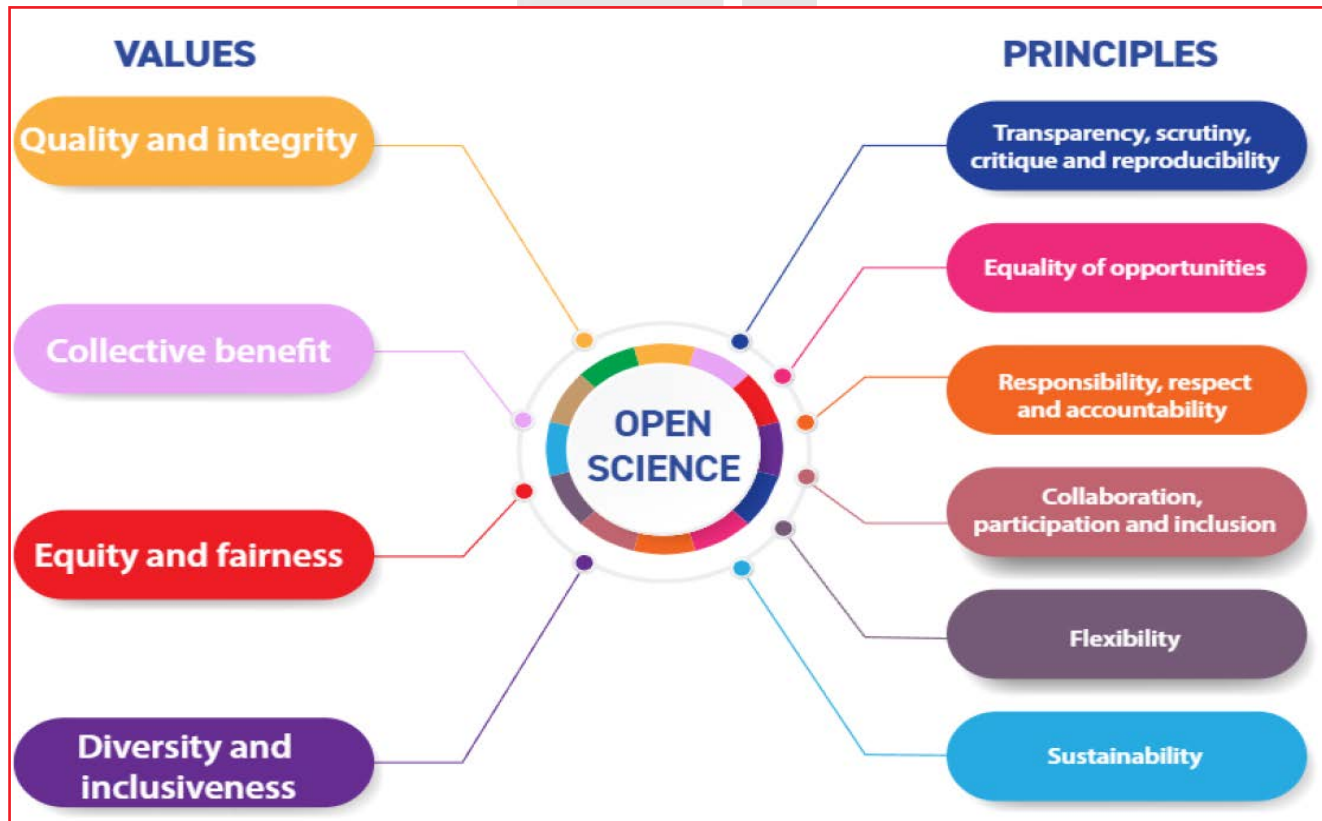 VALUES
Quality and integrity
Collective benefit
Equity and fairness
Diversity and
inclusiveness
OPEN
SCIENCE
PRINCIPLES
Transparency, scrutiny,
critique and reproducibility
Equality of opportunities
Responsibility, respect
and accountability
Collaboration,
participation and inclusion
Flexibility
Sustainability